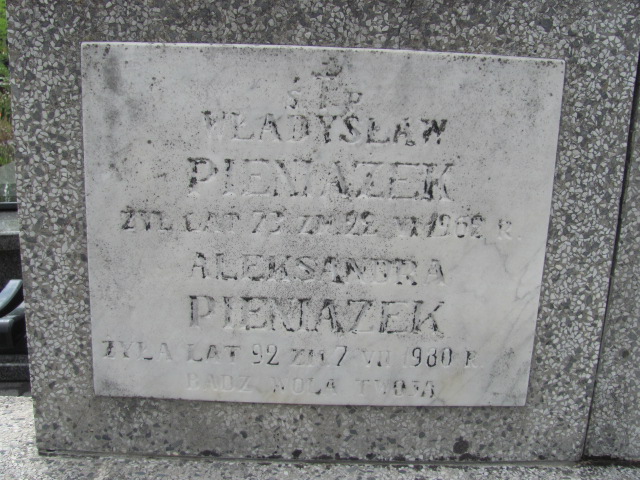 Ś P
WŁADYSŁAW
PIENIĄŻEK
ŻYŁ LAT 72 ZM 22 VI 1962 R.
ALEKSANDRA
PIENIĄŻEK
ŻYŁA LAT 92 ZM 7 VII 1980 R.
BĄDŹ WOLA TWOJA